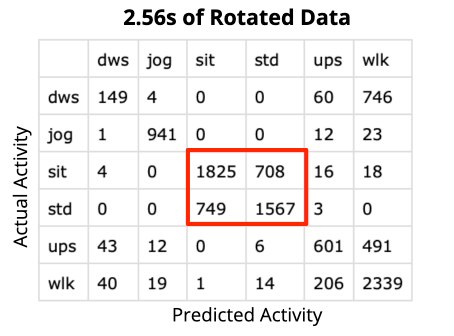 2.56s of Rotated Data
dws jog sit std ups wlk
dws 149 4 0 0 60 746
jog 1 941 0 0 12 23
sit 4 0 1825 708 16 18
std 0 0 749 1567 3 0
ups 43 12 0 6 601 491
wlk 40 19 1 14 206 2339
Actual Activity
Predicted Activity